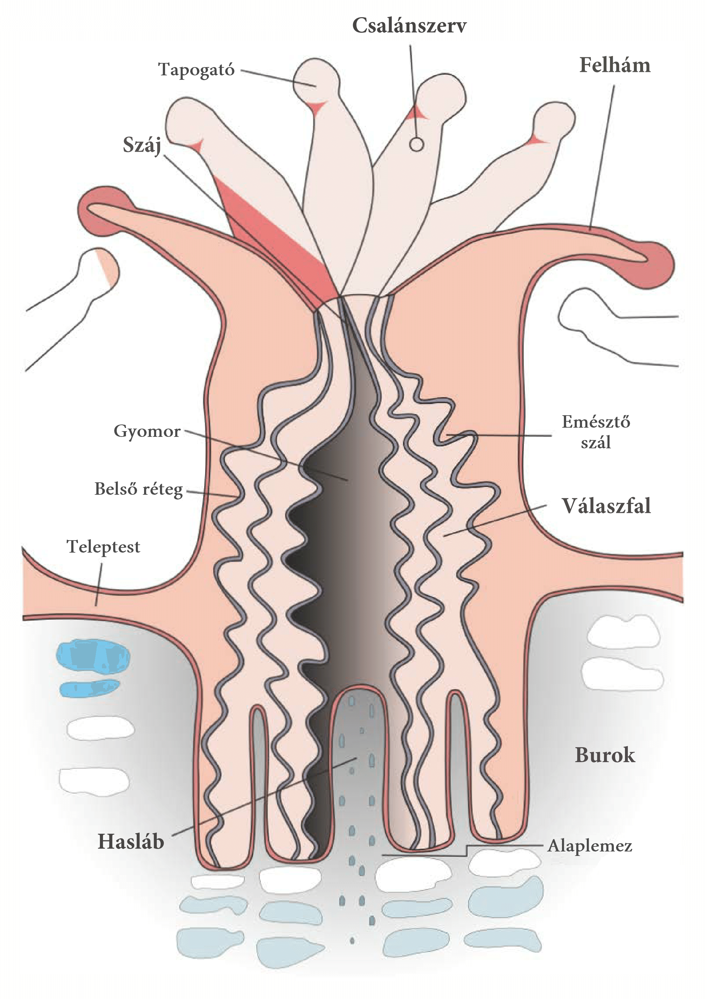 Csalánszerv
Tapogató
Felhám
Száj
Gyomor
Emésztő
szál
Belső réteg
Válaszfal
Teleptest
Burok
Hasláb
Alaplemez